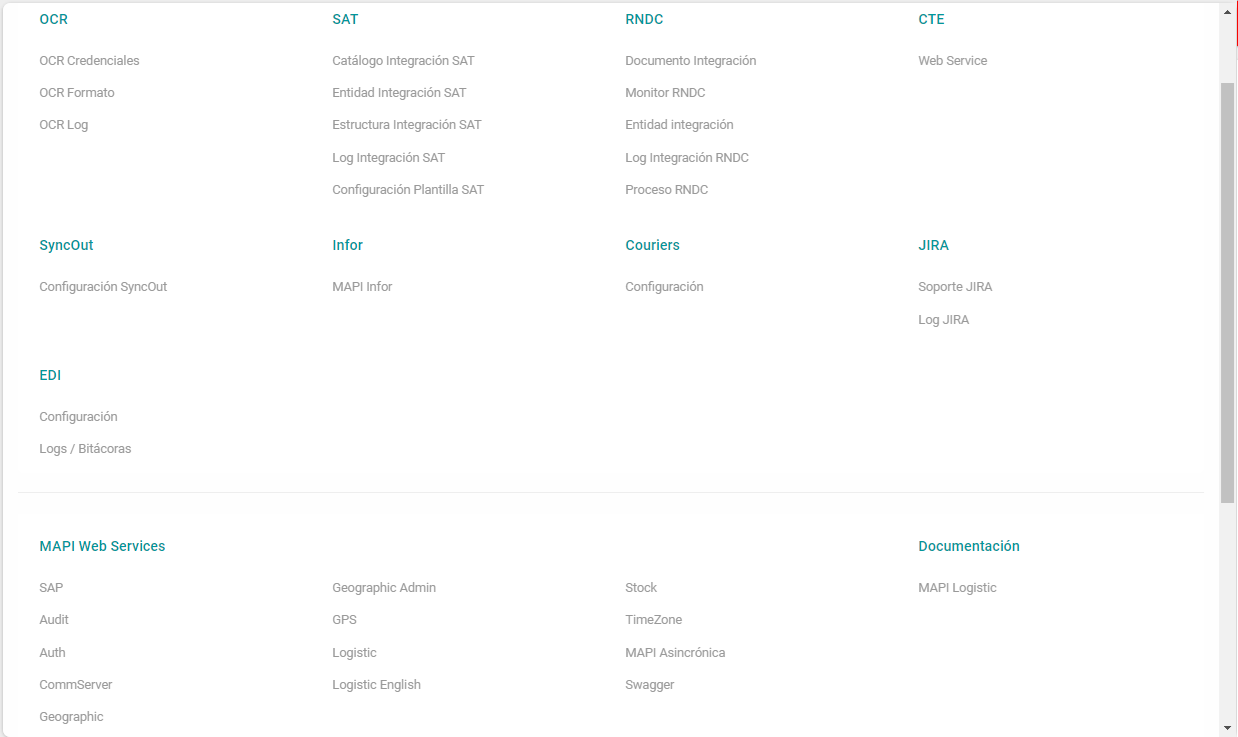 OCR
OCR Credenciales
OCR Formato
OCR Log
SAT
Catálogo Integración SAT
Entidad Integración SAT
Estructura Integración SAT
Log Integración SAT
Configuración Plantilla SAT
RNDC
Documento Integración
Monitor RNDC
Entidad integración
Log Integración RNDC
Proceso RNDC
CTE
Web Service
SyncOut
Configuración SyncOut
Infor
MAPI Infor
Couriers
Configuración
JIRA
Soporte JIRA
Log JIRA
EDI
Configuración
Logs / Bitácoras
MAPI Web Services
SAP
Audit
Auth
CommServer
Geographic
Geographic Admin
GPS
Logistic
Logistic English
Stock
TimeZone
MAPI Asincrónica
Swagger
Documentación
MAPI Logistic